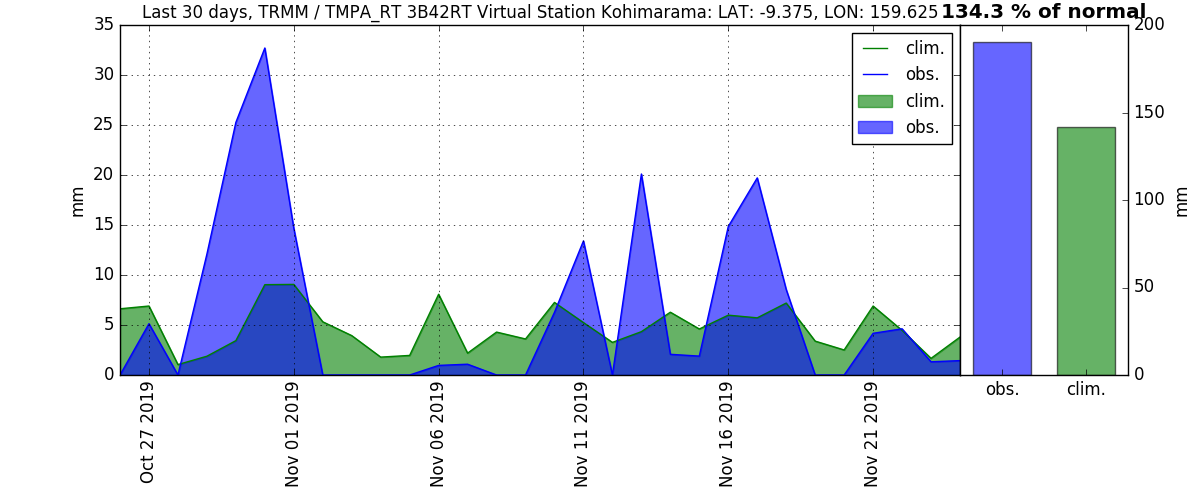 Last 30 days, TRMM / TMPA_RT 3B42RT Virtual Station Kohimarama: LAT: -9.375, LON: 159.625
134.3 % of normal
35
30
25
20
15
10
5
0
mm
clim.
obs.
clim.
obs.
Oct 27 2019
Nov 01 2019
Nov 06 2019
Nov 11 2019
Nov 16 2019
Nov 21 2019
200
150
100
50
0
mm
obs.
clim.